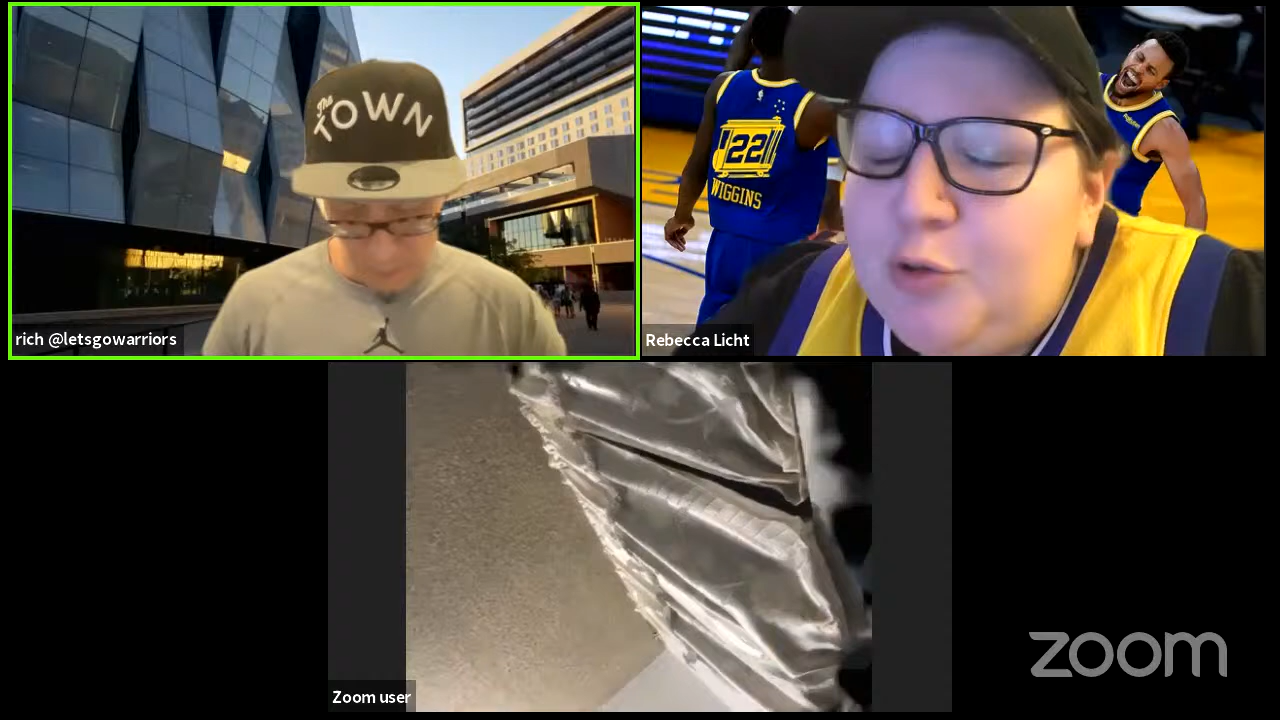 The
TOWN
22
WIGGINS
rich @letsgowarriors
Rebecca Licht
Zoom user
zoom